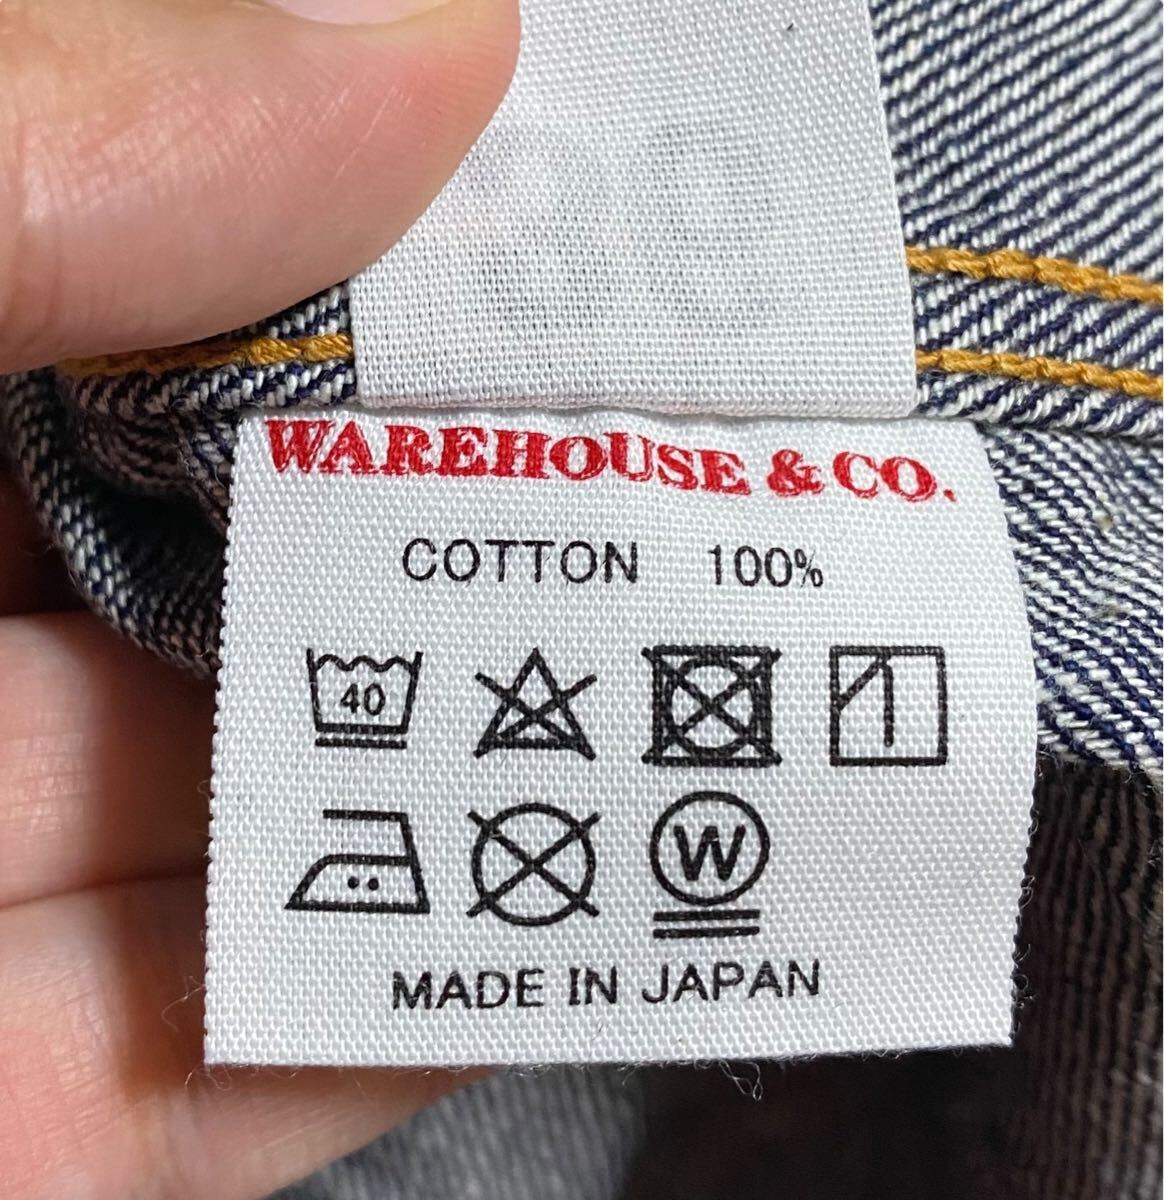 WAREHOUSE & CO.
COTTON 100%
40
W
MADE IN JAPAN